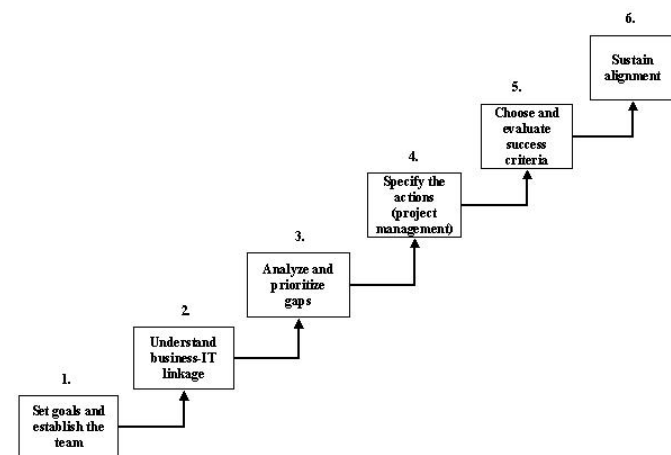 6.
Sustain
alignment
5.
Choose and
evaluate
success
criteria
4.
Specify the
actions
(project
management)
3.
Analyze and
prioritize
gaps
2.
Understand
business-IT
linkage
1.
Set goals and
establish the
team